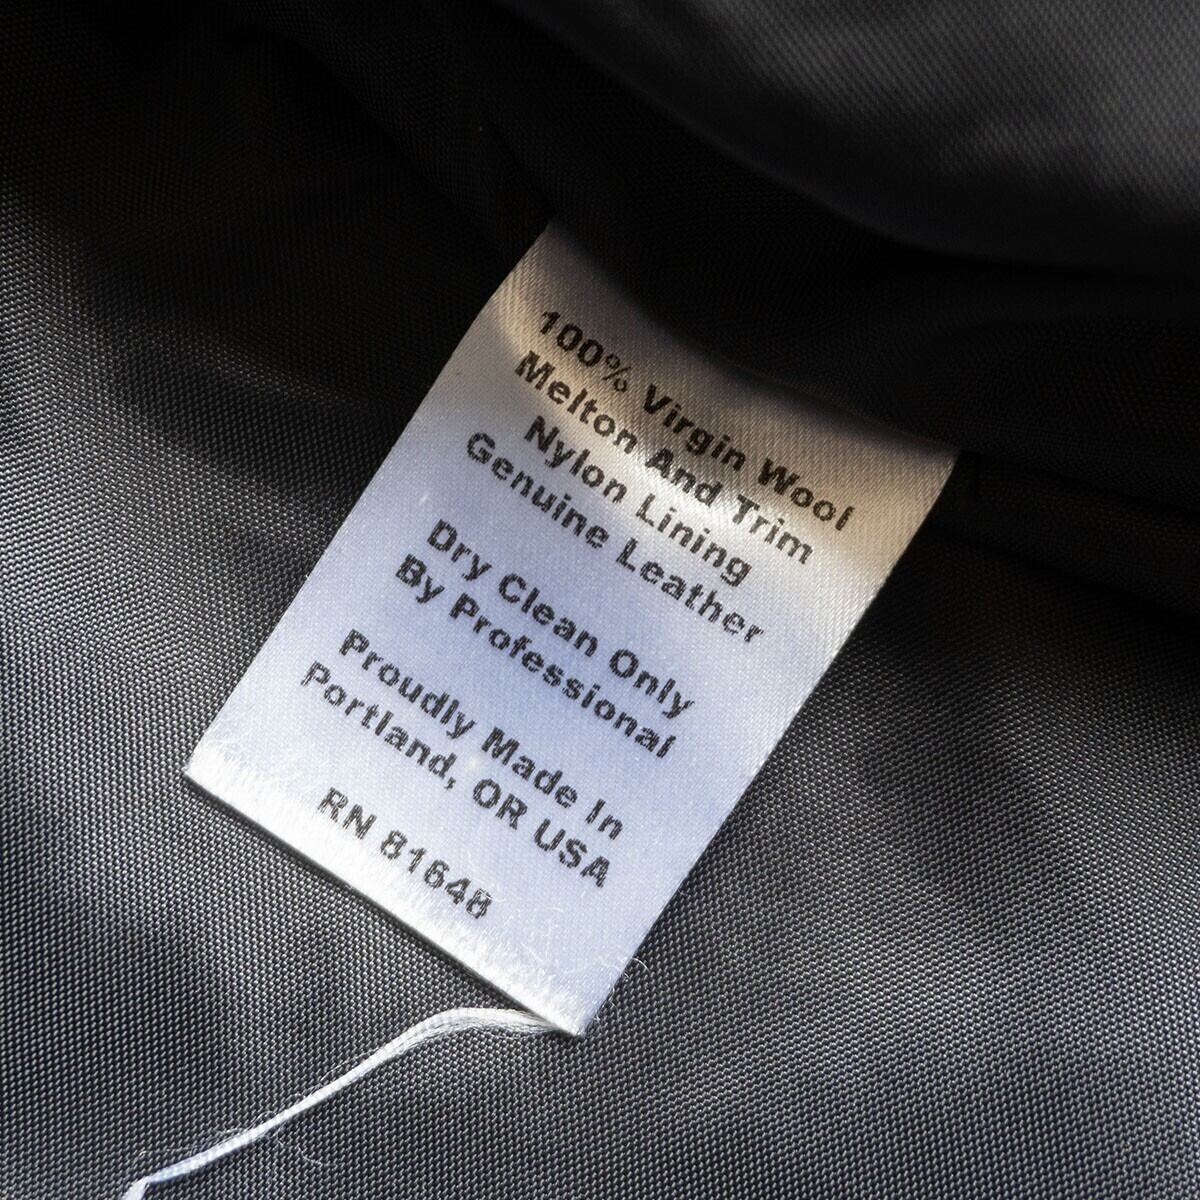 100% Virgin Wool
Melton And Trim
Nylon Lining
Genuine Leather
Dry Clean Only
By Professional
Proudly Made In
Portland, OR USA
RN 81648